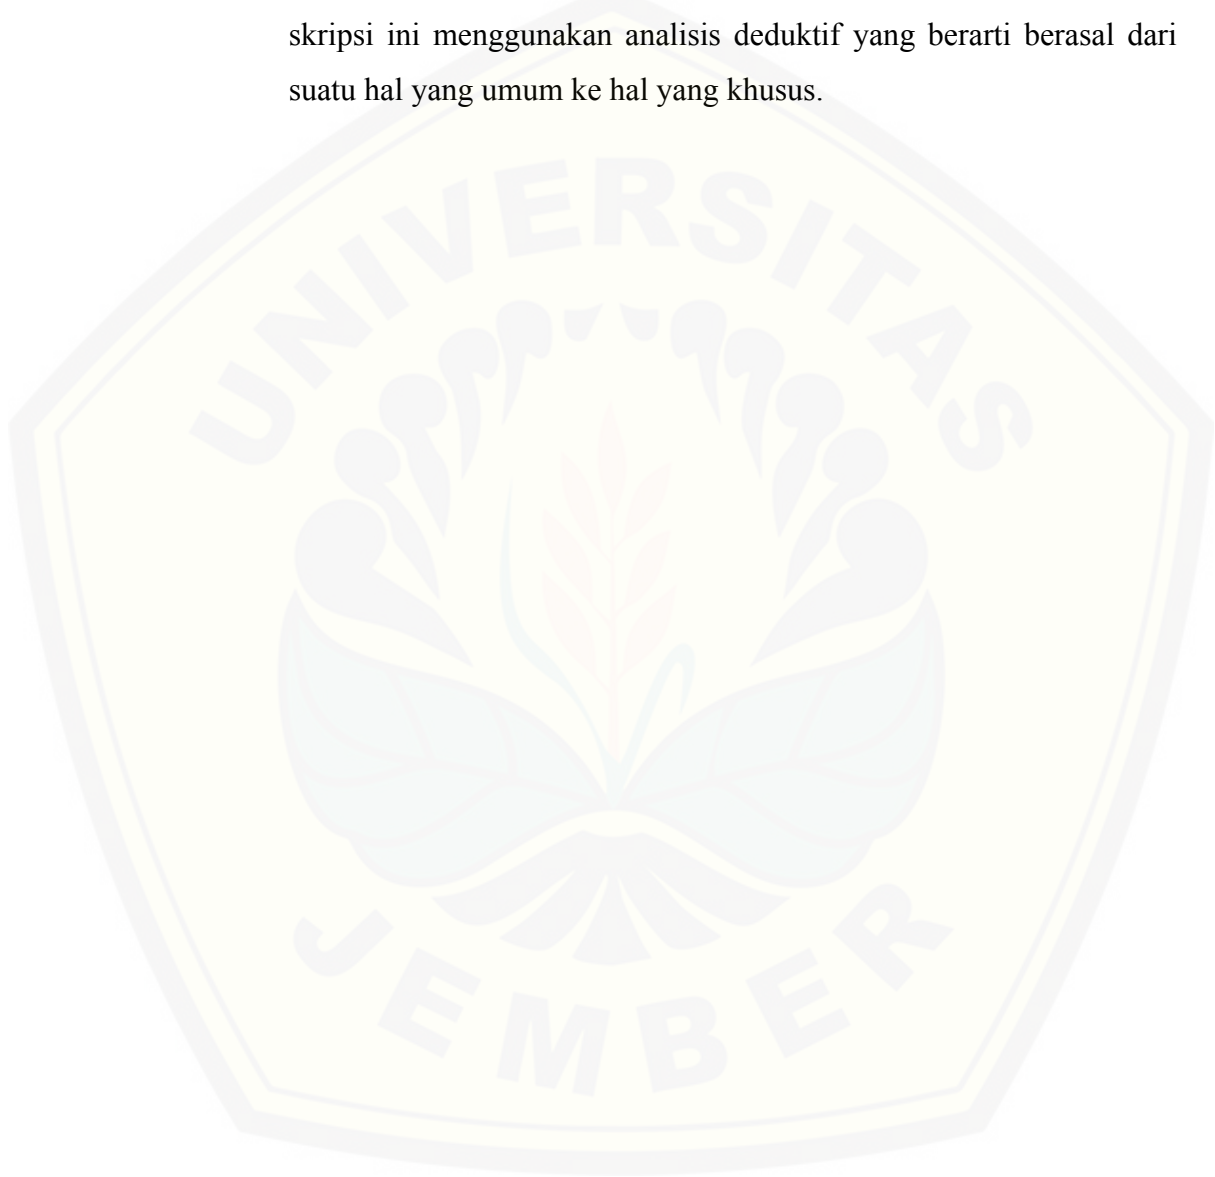 skripsi ini menggunakan analisis deduktif yang berarti berasal dari
suatu hal yang umum ke hal yang khusus.
UNIVERSITAS
JEMBER